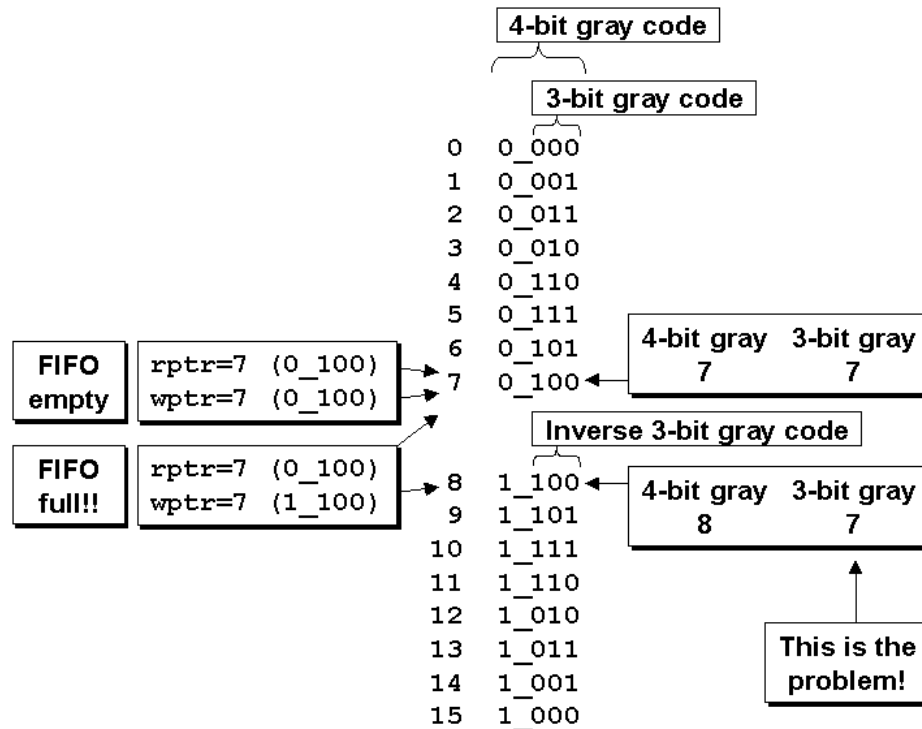 4-bit gray code
3-bit gray code
0 0_000
1 0_001
2 0_011
3 0_010
4 0_110
5 0_111
6 0_101
7 0_100
FIFO
empty
rptr=7 (0_100)
wptr=7 (0_100)
4-bit gray 3-bit gray
7 7
Inverse 3-bit gray code
FIFO
full!!
rptr=7 (0_100)
wptr=7 (1_100)
8 1_100
9 1_101
10 1_111
11 1_110
12 1_010
13 1_011
14 1_001
15 1_000
4-bit gray 3-bit gray
8 7
This is the
problem!